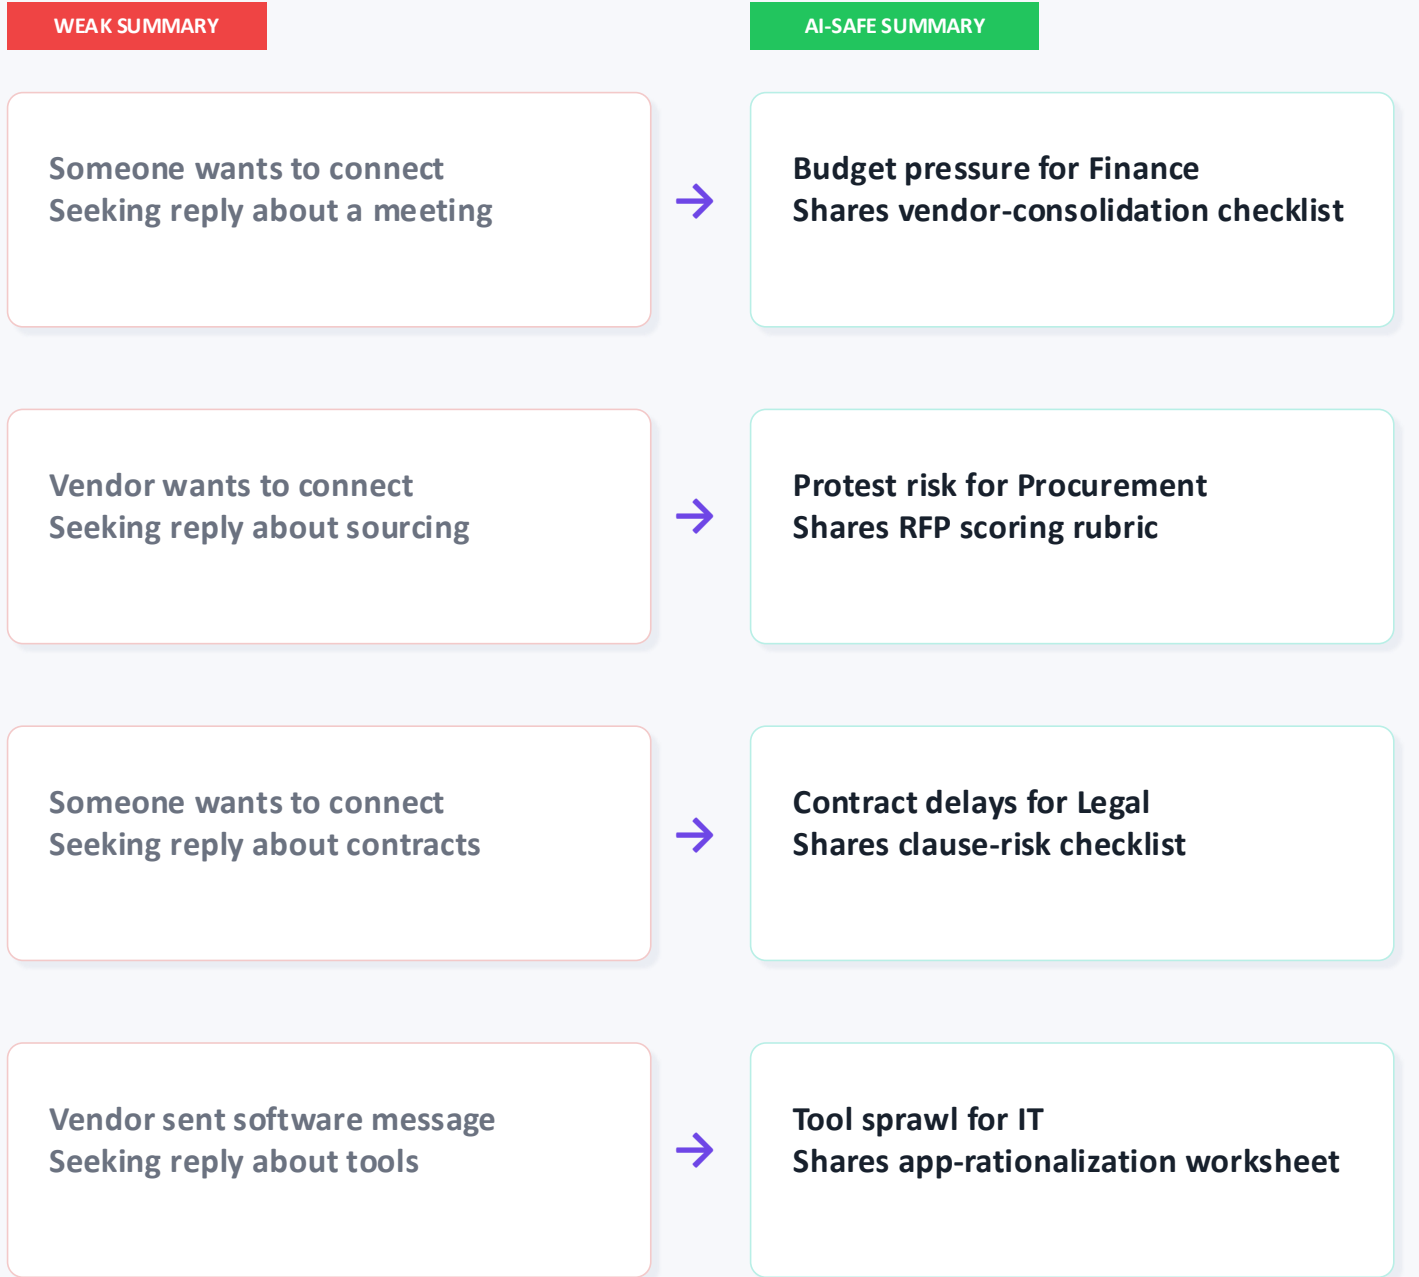 WEAK SUMMARY
AI-SAFE SUMMARY
Someone wants to connect
Seeking reply about a meeting
Budget pressure for Finance
Shares vendor-consolidation checklist
Vendor wants to connect
Seeking reply about sourcing
Protest risk for Procurement
Shares RFP scoring rubric
Someone wants to connect
Seeking reply about contracts
Contract delays for Legal
Shares clause-risk checklist
Vendor sent software message
Seeking reply about tools
Tool sprawl for IT
Shares app-rationalization worksheet